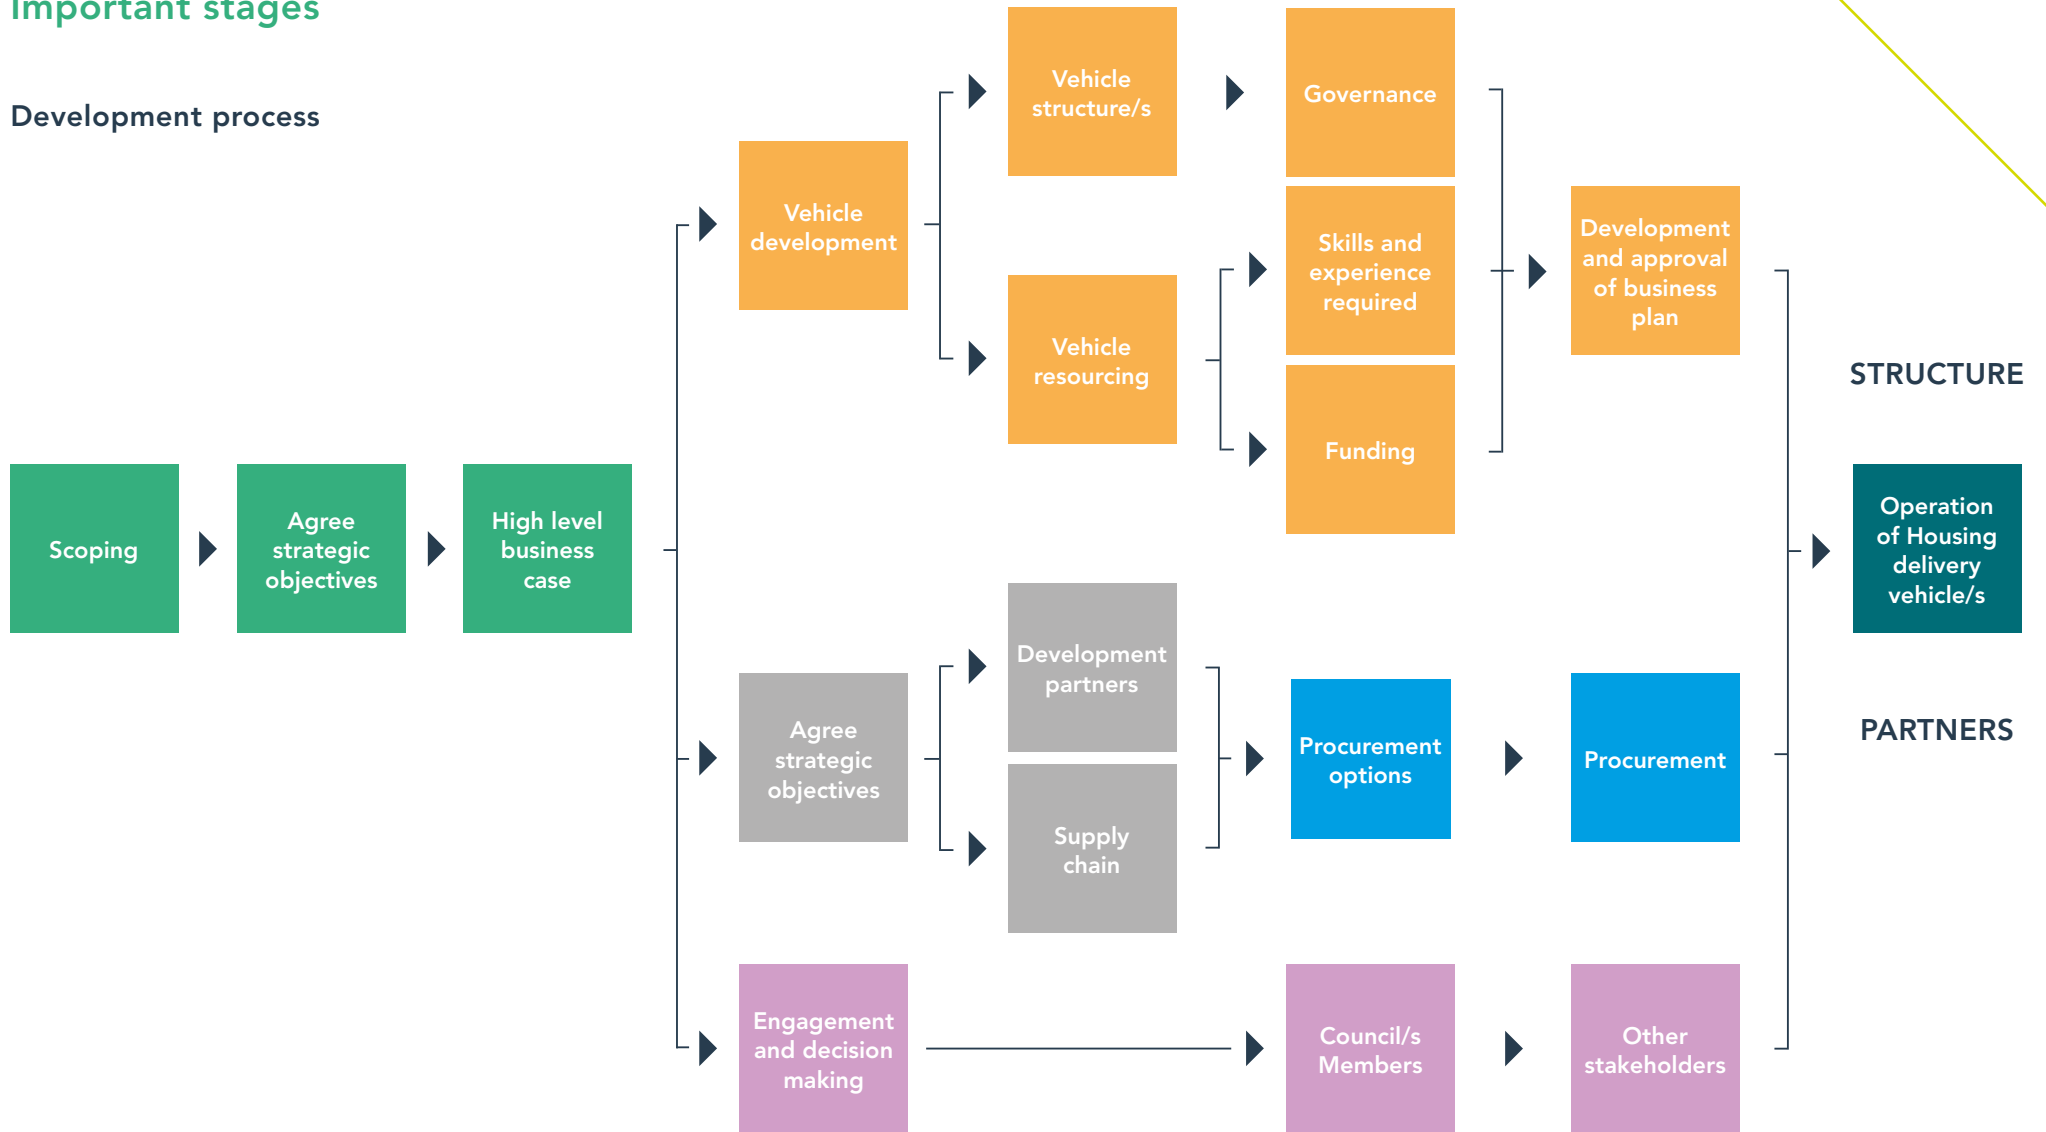 Important stages
Development process
Vehicle
structure/s
Governance
Vehicle
development
Skills and
experience
required
Development
and approval
of business
plan
Vehicle
resourcing
Funding
STRUCTURE
Scoping
Agree
strategic
objectives
High level
business
case
Operation
of Housing
delivery
vehicle/s
Development
partners
Agree
strategic
objectives
Procurement
options
Procurement
PARTNERS
Supply
chain
Engagement
and decision
making
Council/s
Members
Other
stakeholders